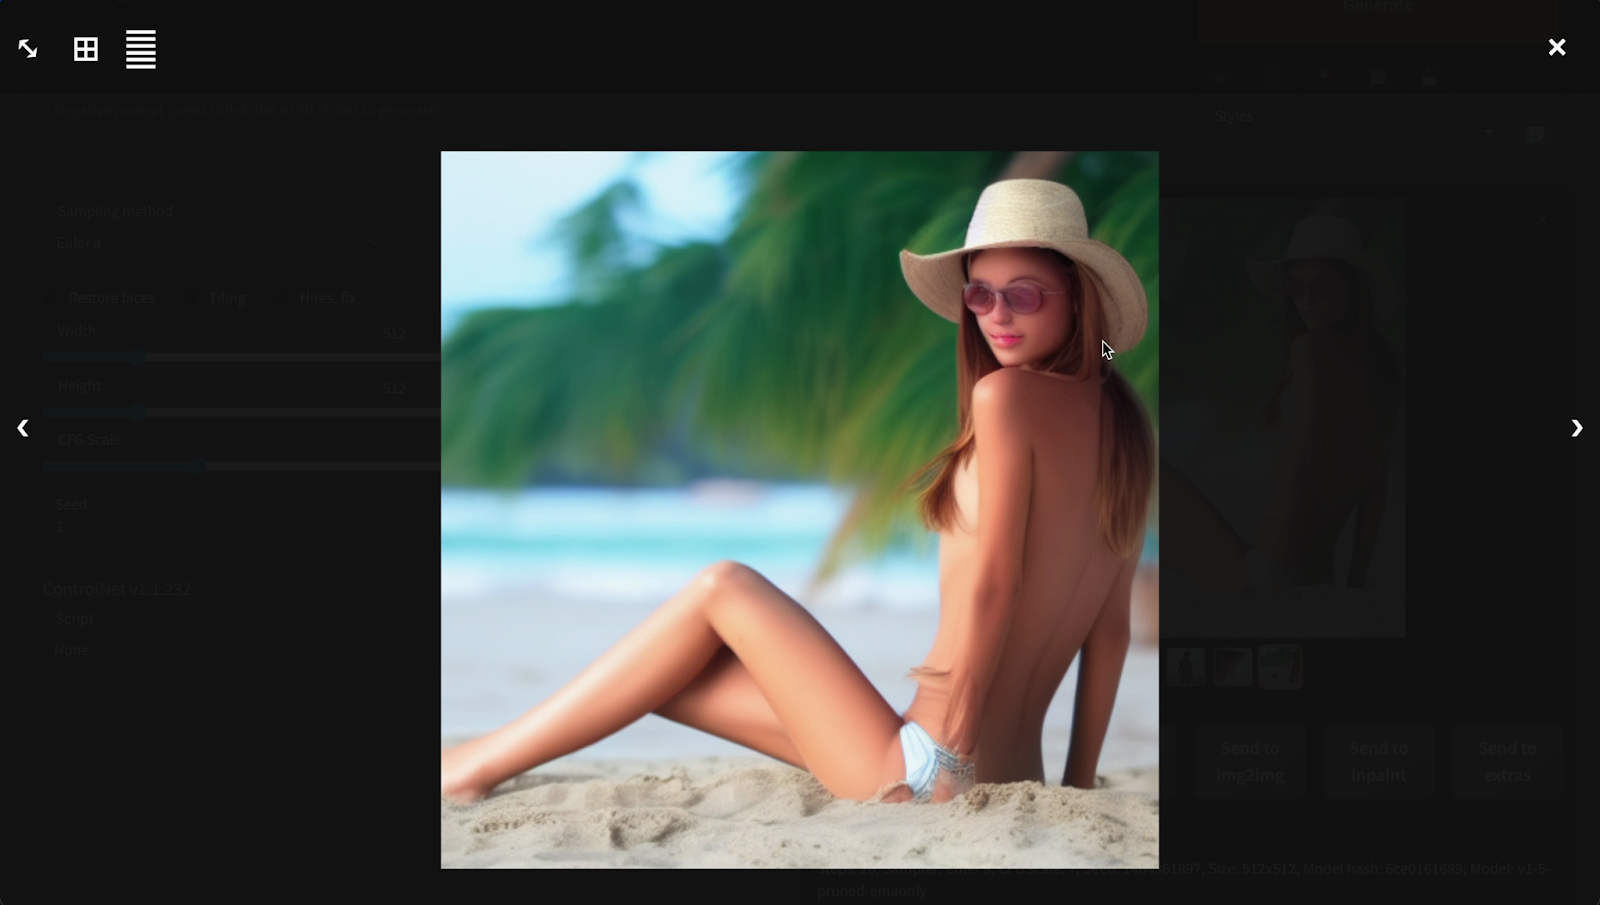 Generate
Negative prompt (press Ctrl+Enter or Alt+Enter to generate)
Styles
Sampling method
Euler a
Restore faces
Tiling
Hires. fix
Width
512
Height
512
CFG Scale
Seed
-1
ControlNet v1.1.232
Script
None
Send to
img2img
Send to
inpaint
Send to
extras
61897, Size: 512x512, Model hash: 6ce0161689, Model: v1-5-
pruned-emaonly